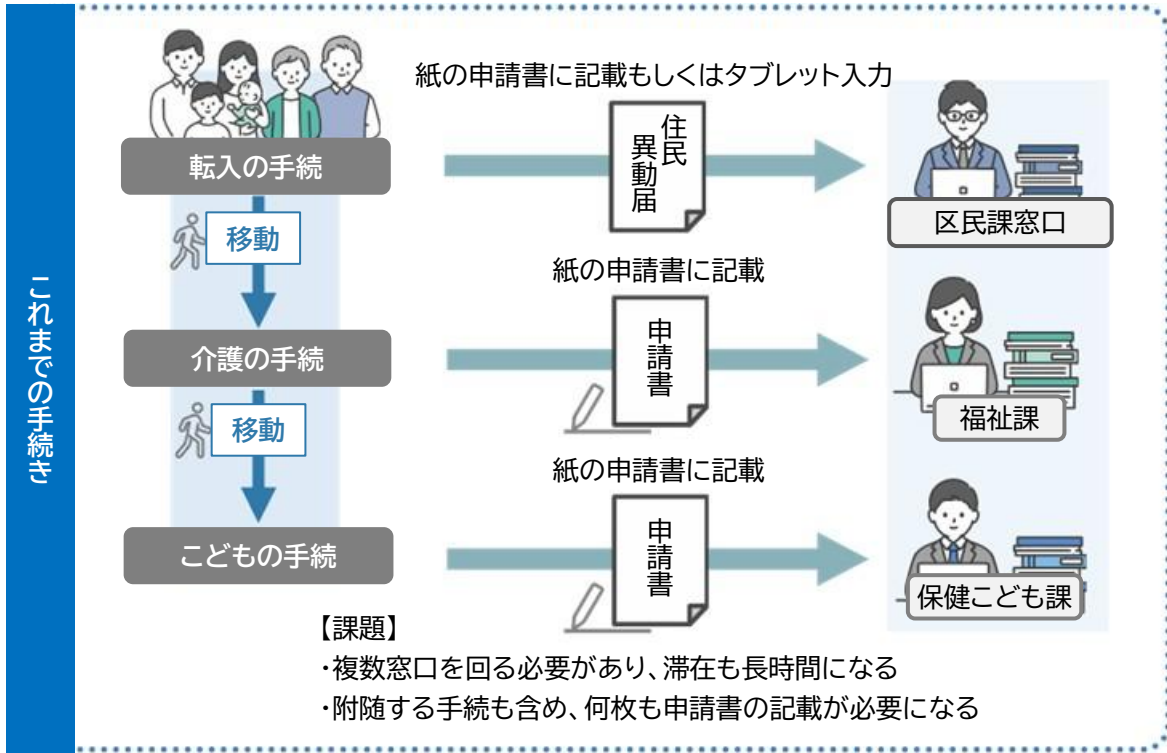 これまでの手続き
紙の申請書に記載もしくはタブレット入力
転入の手続
住民
異動届
区民課窓口
移動
紙の申請書に記載
介護の手続
申請書
福祉課
移動
紙の申請書に記載
こどもの手続
申請書
保健こども課
【課題】
・複数窓口を回る必要があり、滞在も長時間になる
・附随する手続も含め、何枚も申請書の記載が必要になる